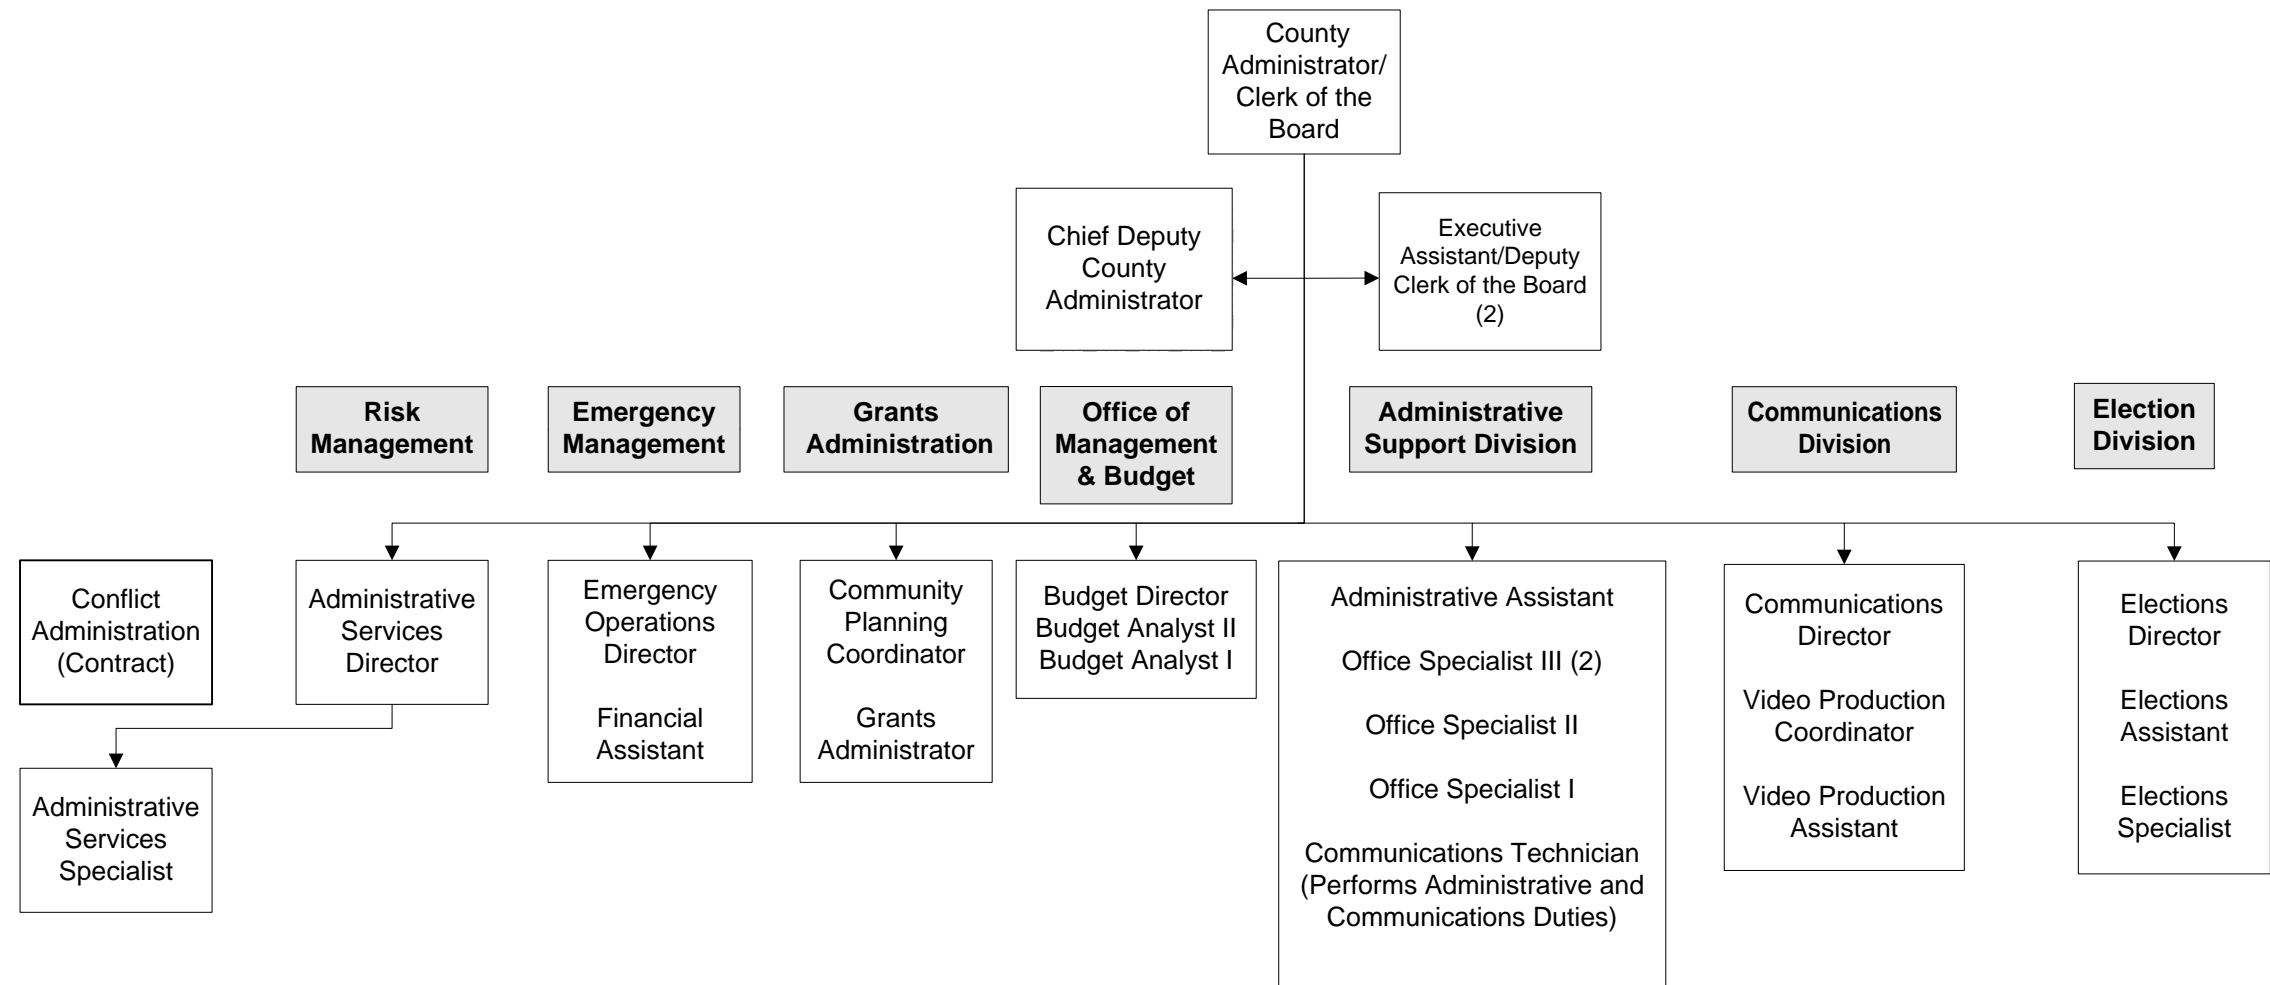 County
Administrator/
Clerk of the
Board
Chief Deputy
County
Administrator
Executive
Assistant/Deputy
Clerk of the Board
(2)
Risk
Management
Emergency
Management
Grants
Administration
Office of
Management
& Budget
Administrative
Support Division
Communications
Division
Election
Division
Conflict
Administration
(Contract)
Administrative
Services
Director
Emergency
Operations
Director
Financial
Assistant
Community
Planning
Coordinator
Grants
Administrator
Budget Director
Budget Analyst II
Budget Analyst I
Administrative Assistant
Office Specialist III (2)
Office Specialist II
Office Specialist I
Communications Technician
(Performs Administrative and
Communications Duties)
Communications
Director
Video Production
Coordinator
Video Production
Assistant
Elections
Director
Elections
Assistant
Elections
Specialist
Administrative
Services
Specialist